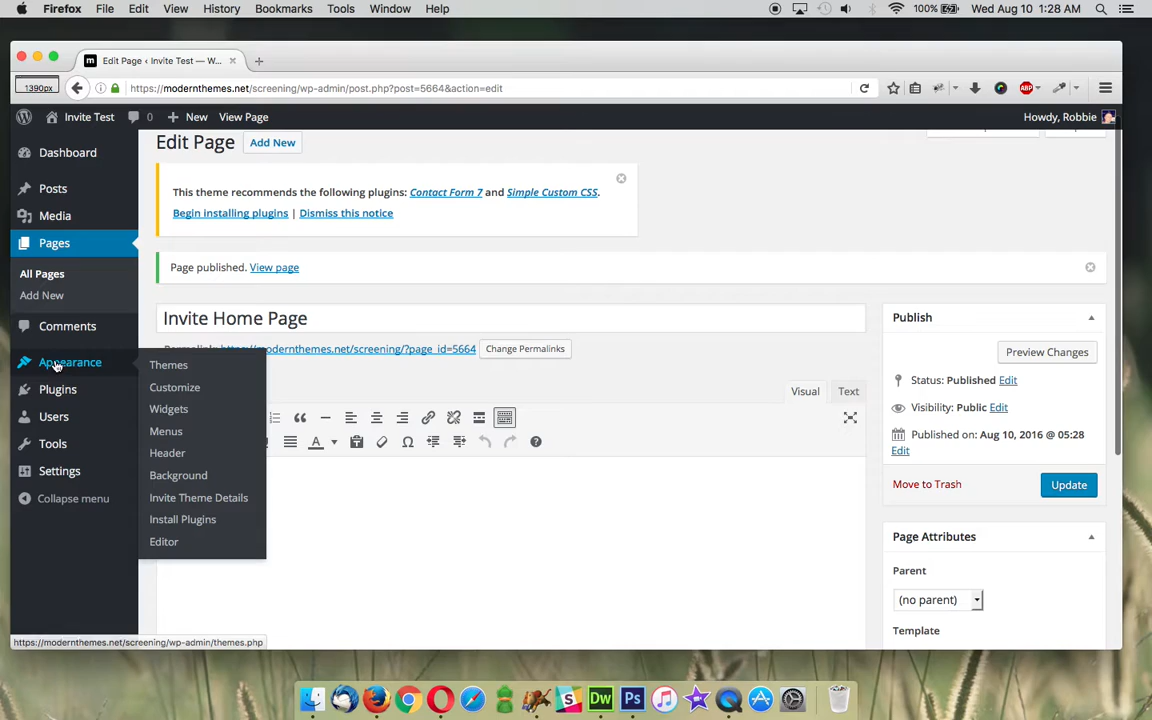 Firefox File Edit View History Bookmarks Tools Window Help 100% Wed Aug 10 1:28 AM
Edit Page ‹ Invite Test — W...
1390px https://modernthemes.net/screening/wp-admin/post.php?post=5664&action=edit ABP
Invite Test 0 New View Page Howdy, Robbie
Dashboard
Posts
Media
Pages
All Pages
Add New
Comments
Appearance
Plugins
Users
Tools
Settings
Collapse menu
Themes
Customize
Widgets
Menus
Header
Background
Invite Theme Details
Install Plugins
Editor
Edit Page Add New
This theme recommends the following plugins: Contact Form 7 and Simple Custom CSS.
Begin installing plugins | Dismiss this notice
Page published. View page
Invite Home Page
https://modernthemes.net/screening/?page_id=5664 Change Permalinks
Visual Text
Publish
Preview Changes
Status: Published Edit
Visibility: Public Edit
Published on: Aug 10, 2016 @ 05:28
Edit
Move to Trash Update
Page Attributes
Parent
(no parent)
Template
https://modernthemes.net/screening/wp-admin/themes.php
Dw Ps